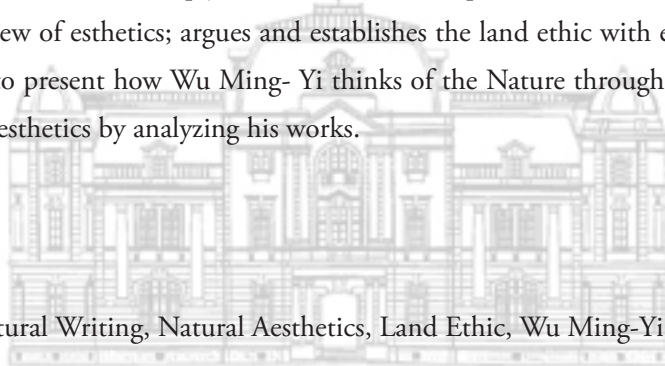 ew of esthetics; argues and establishes the land ethic with e
to present how Wu Ming- Yi thinks of the Nature through
esthetics by analyzing his works.
tural Writing, Natural Aesthetics, Land Ethic, Wu Ming-Yi